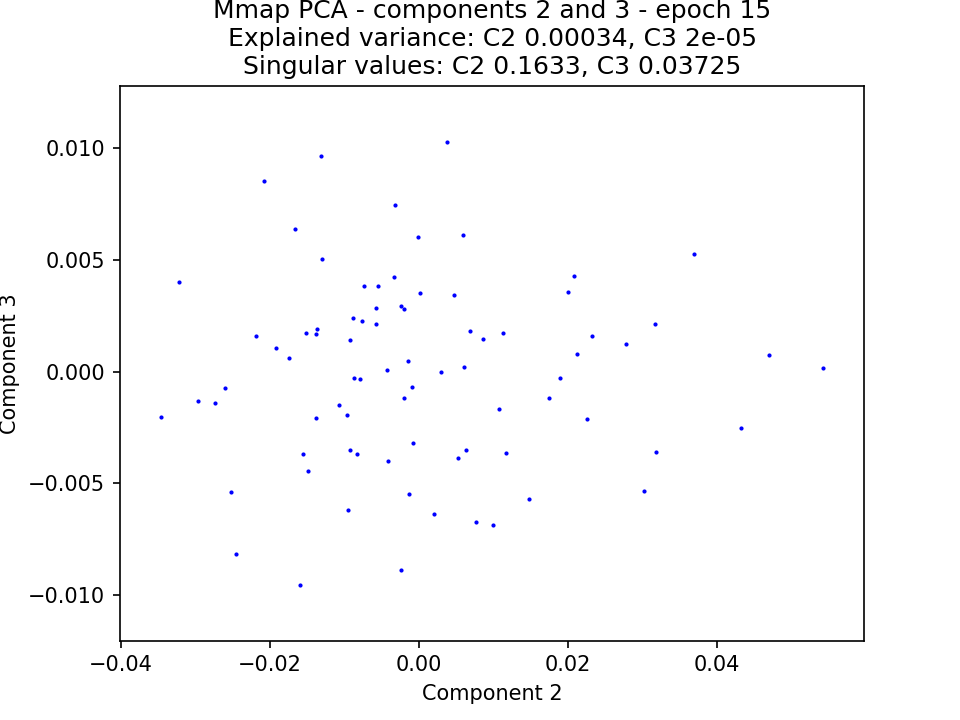 Mmap PCA - components 2 and 3 - epoch 15
Explained variance: C2 0.00034, C3 2e-05
Singular values: C2 0.1633, C3 0.03725
0.010
0.005
0.000
−0.005
−0.010
Component 3
−0.04 −0.02 0.00 0.02 0.04
Component 2